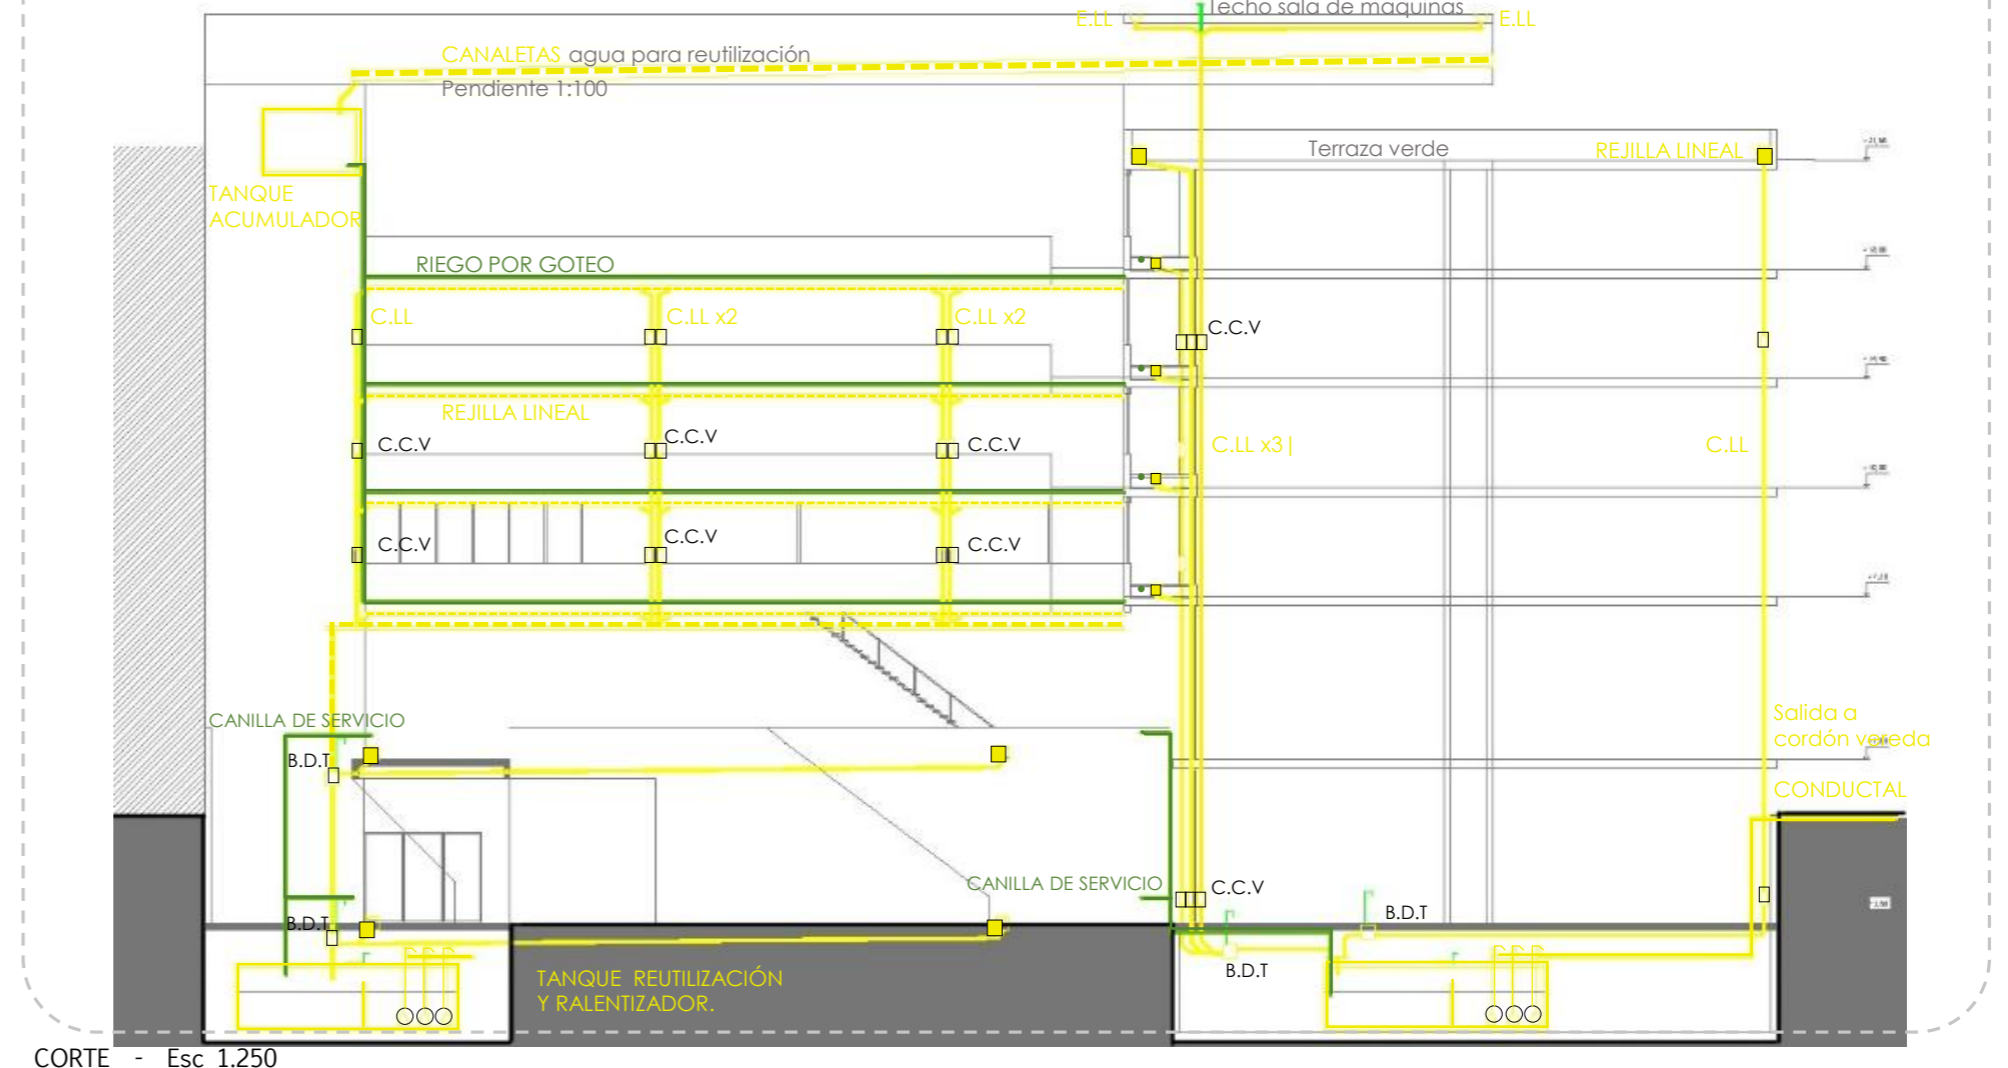 Techo sala de maquinas
E.LL
E.LL
CANALETAS agua para reutilización
Pendiente 1:100
Terraza verde
REJILLA LINEAL
TANQUE
ACUMULADOR
RIEGO POR GOTEO
C.LL
C.LL x2
C.LL x2
C.C.V
REJILLA LINEAL
C.C.V
C.C.V
C.C.V
C.LL x3|
C.LL
C.C.V
C.C.V
C.C.V
CANILLA DE SERVICIO
Salida a
cordón vereda
B.D.T
CONDUCTAL
CANILLA DE SERVICIO
C.C.V
B.D.T
B.D.T
B.D.T
TANQUE REUTILIZACIÓN
Y RALENTIZADOR.
CORTE - Esc 1.250